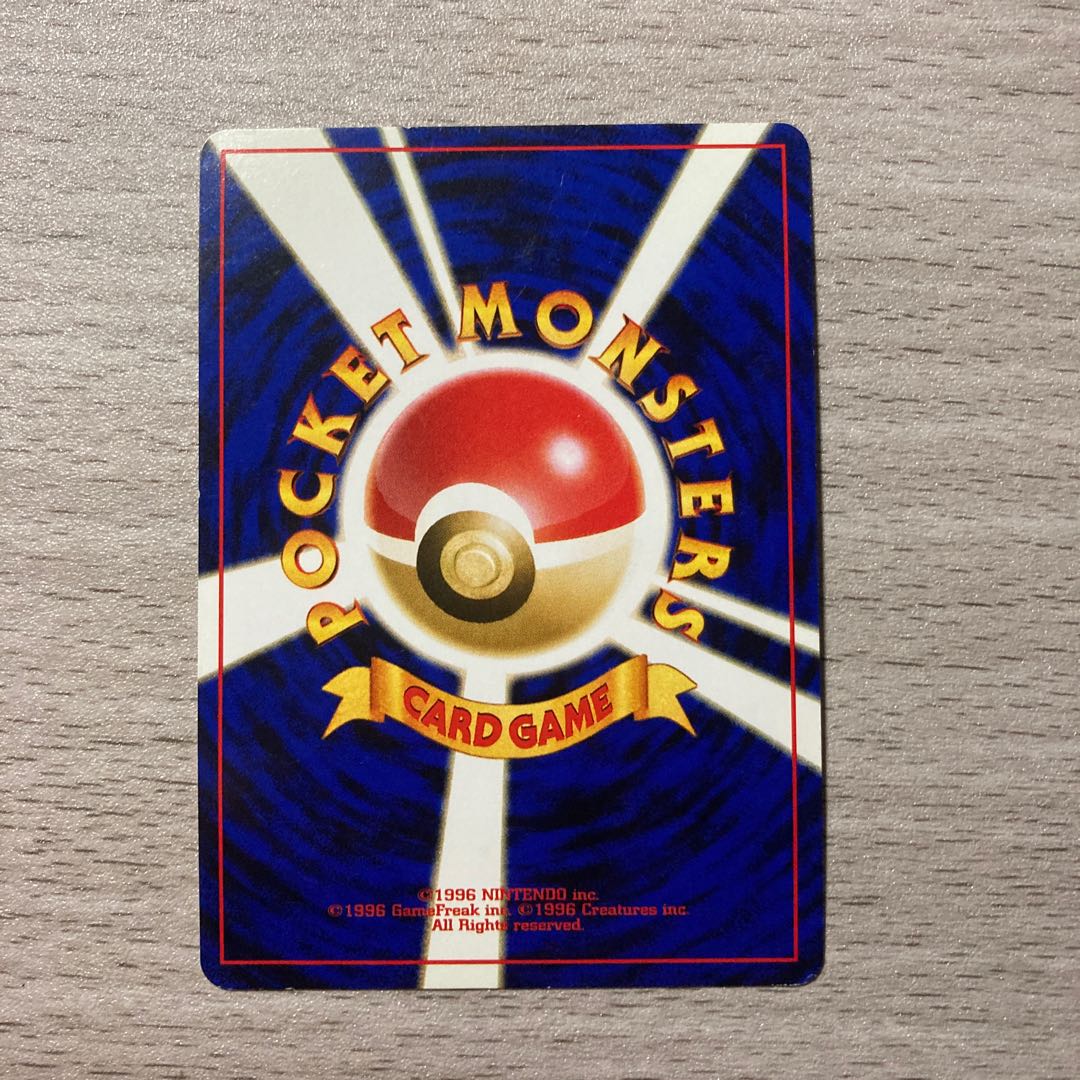 POCKET MONSTERS
CARD GAME
©1996 NINTENDO inc.
©1996 GameFreak inc. ©1996 Creatures inc.
All Rights reserved.